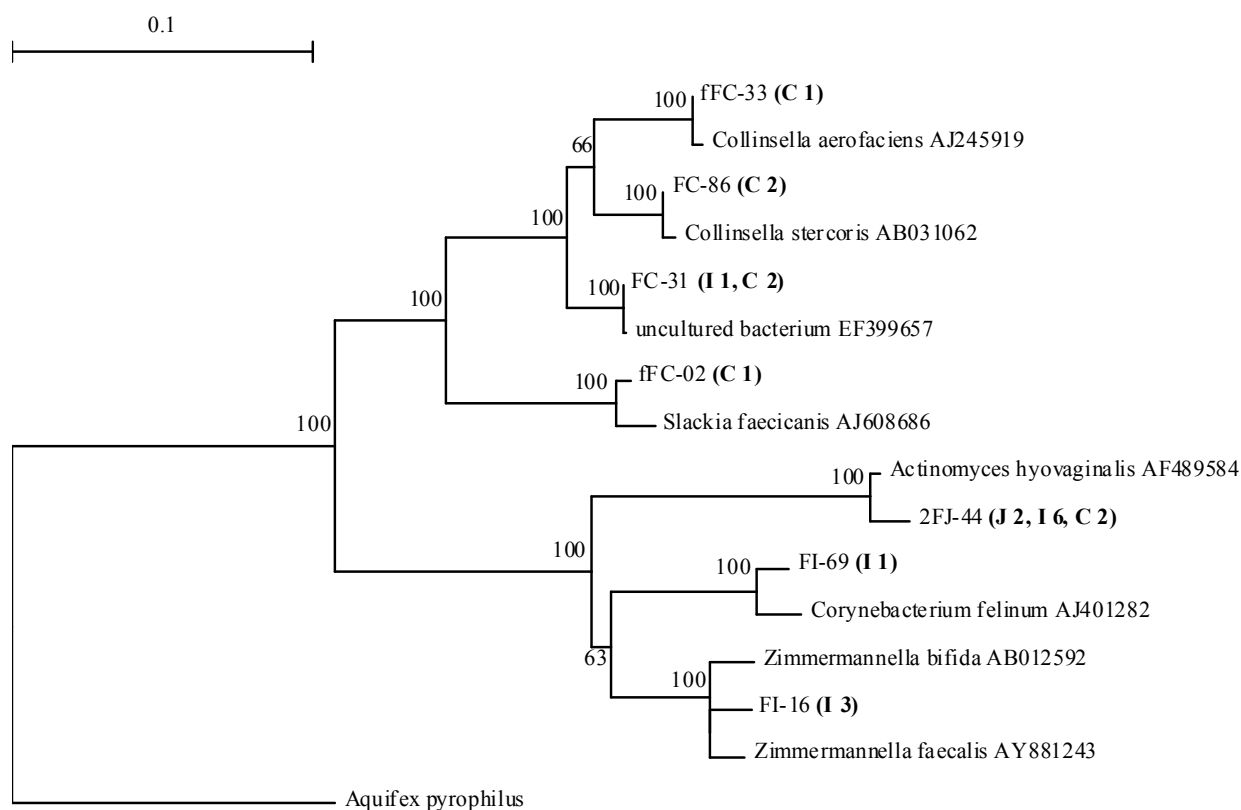 0.1
100 fFC-33 (C 1)
Collinsella aerofaciens AJ245919
66
100 FC-86 (C 2)
100
Collinsella stercoris AB031062
100 FC-31 (I 1, C 2)
100
uncultured bacterium EF399657
100 fFC-02 (C 1)
100
Slackia faecicanis AJ608686
100 Actinomyces hyovaginalis AF489584
2FJ-44 (J 2, I 6, C 2)
100
100 FI-69 (I 1)
Corynebacterium felinum AJ401282
63
Zimmermannella bifida AB012592
100
FI-16 (I 3)
Zimmermannella faecalis AY881243
Aquifex pyrophilus